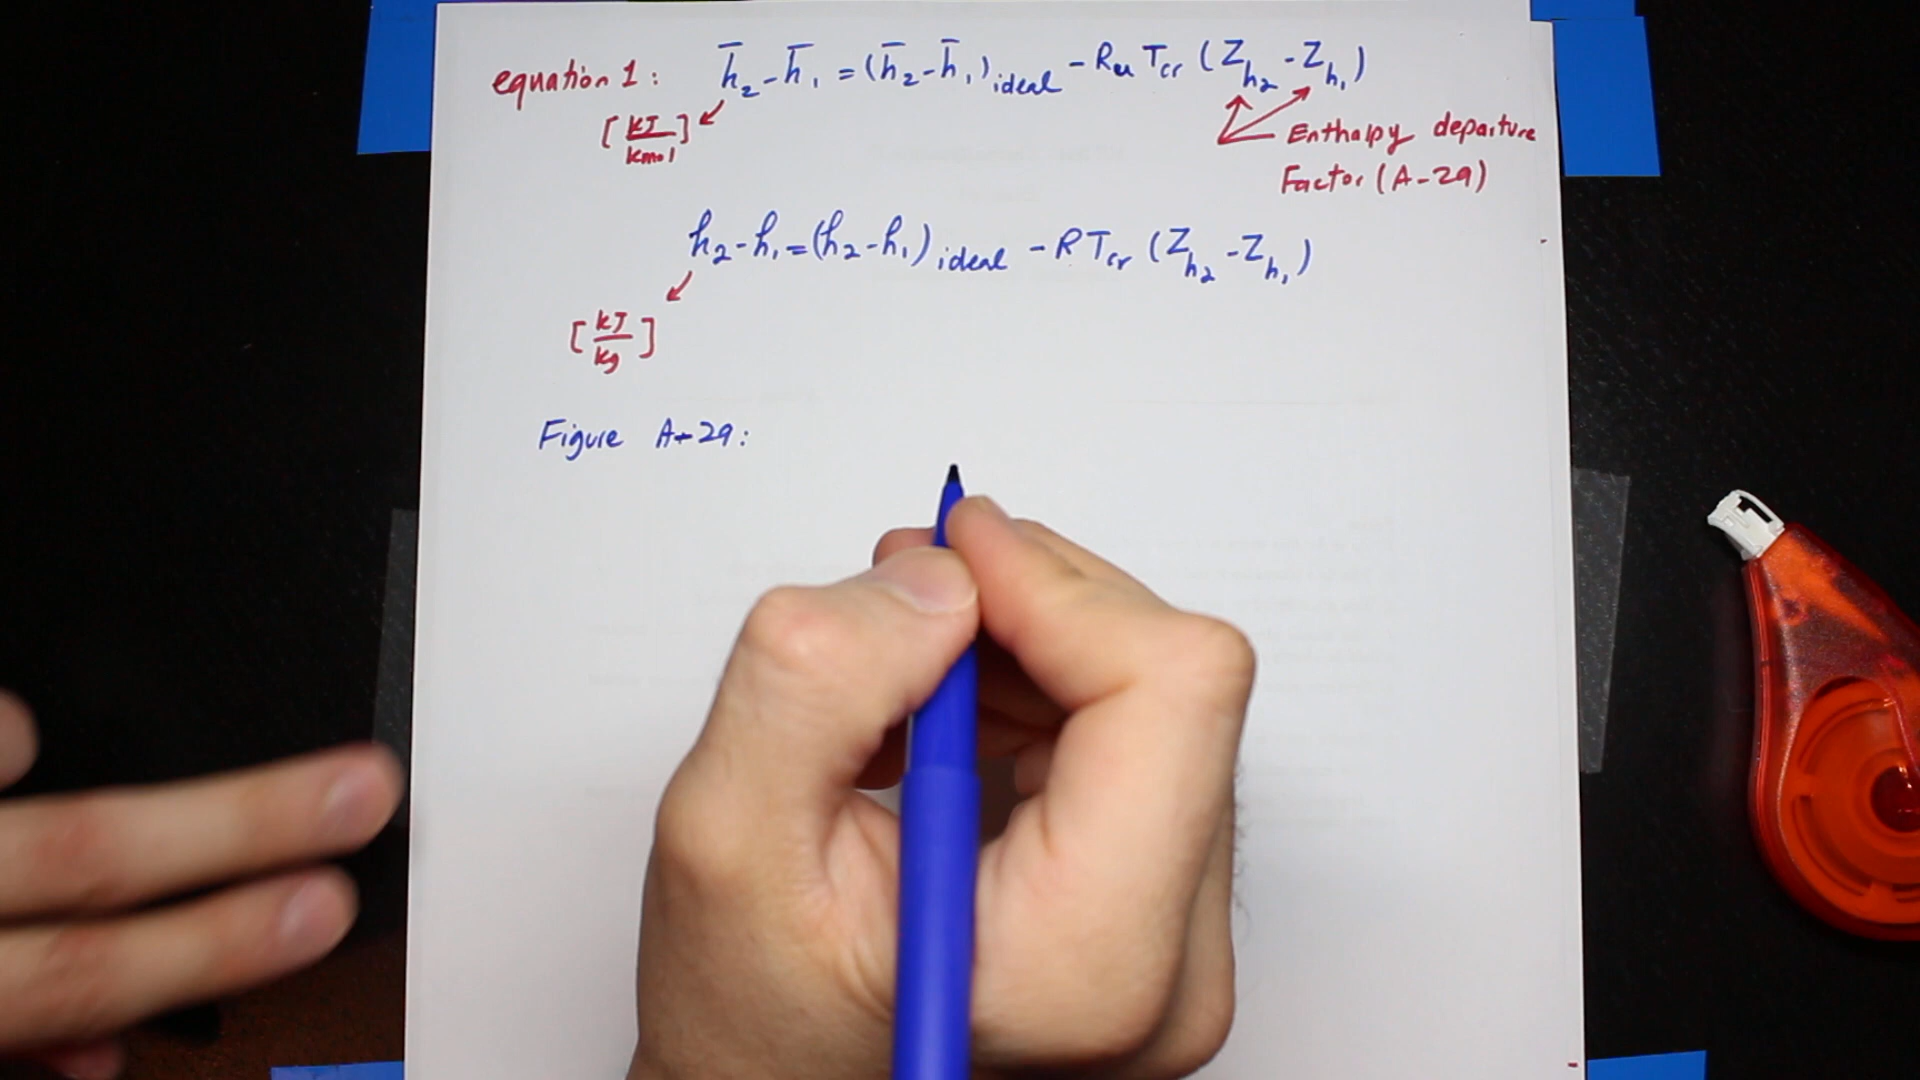 equation 1: h̄₂ - h̄₁ = (h̄₂ - h̄₁)ideal - Ru Tcr (Zh₂ - Zh₁)
[kJ/kmol]
Enthalpy departure
Factor (A-29)
h₂ - h₁ = (h₂ - h₁)ideal - R Tcr (Zh₂ - Zh₁)
[kJ/kg]
Figure A-29: